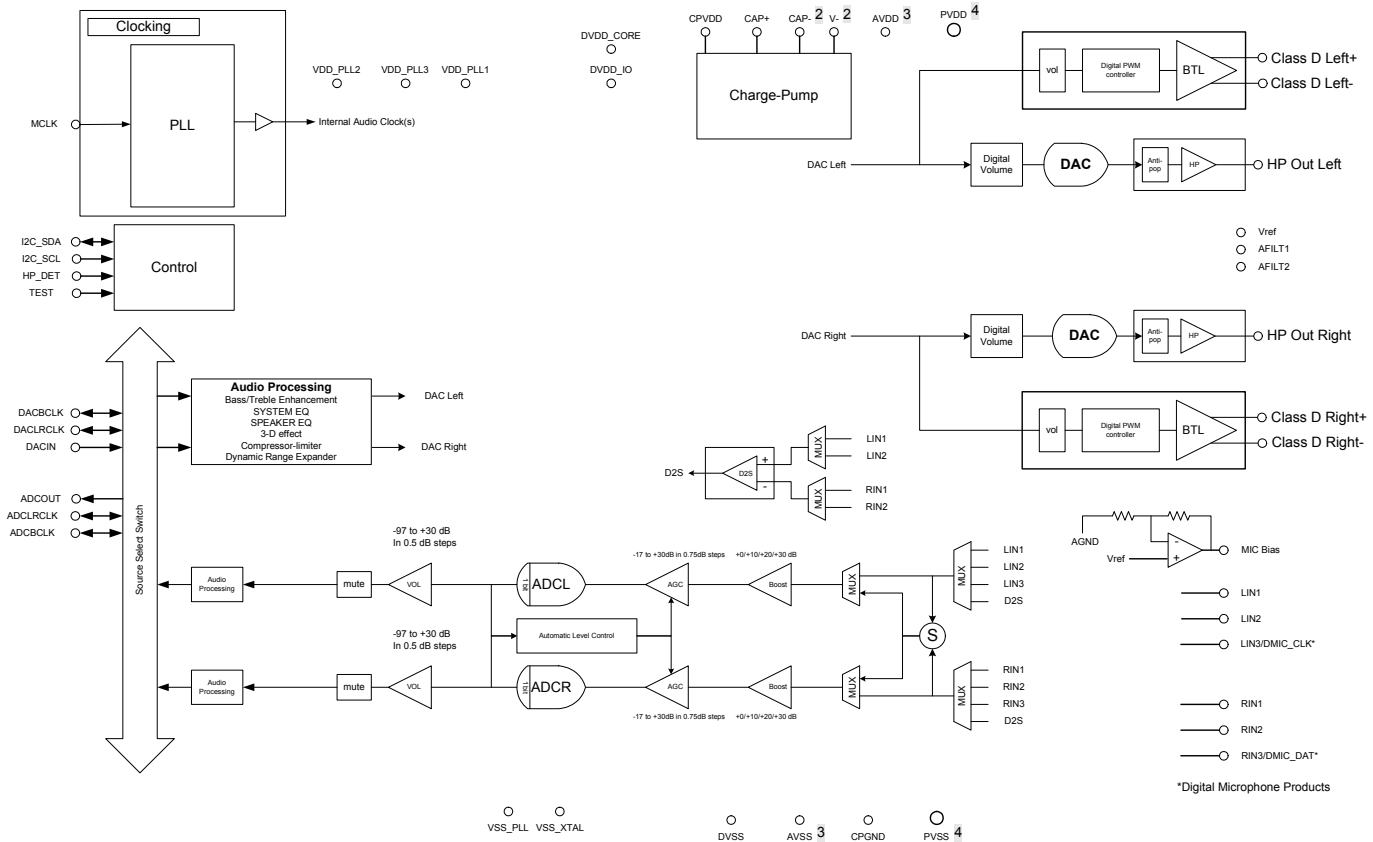 Clocking
PLL
MCLK
Internal Audio Clock(s)
VDD_PLL2
VDD_PLL3
VDD_PLL1
DVDD_CORE
DVDD_IO
CPVDD
CAP+
CAP- 2
V- 2
AVDD 3
PVDD 4
Charge-Pump
vol
Digital PWM
controller
BTL
Class D Left+
Class D Left-
DAC Left
Digital
Volume
DAC
Anti-
pop
HP
HP Out Left
I2C_SDA
I2C_SCL
HP_DET
TEST
Control
Vref
AFILT1
AFILT2
DAC Right
Digital
Volume
DAC
Anti-
pop
HP
HP Out Right
vol
Digital PWM
controller
BTL
Class D Right+
Class D Right-
DACBCLK
DACLRCLK
DACIN
ADCOUT
ADCLRCLK
ADCBCLK
Source Select Switch
Audio Processing
Bass/Treble Enhancement
SYSTEM EQ
SPEAKER EQ
3-D effect
Compressor-limiter
Dynamic Range Expander
DAC Left
DAC Right
D2S
D2S
+
-
MUX
LIN1
LIN2
MUX
RIN1
RIN2
AGND
Vref
-
+
MIC Bias
-97 to +30 dB
In 0.5 dB steps
-17 to +30dB in 0.75dB steps
+0/+10/+20/+30 dB
Audio
Processing
mute
VOL
1 bit
ADCL
AGC
Boost
MUX
MUX
LIN1
LIN2
LIN3
D2S
Automatic Level Control
S
-97 to +30 dB
In 0.5 dB steps
Audio
Processing
mute
VOL
1 bit
ADCR
AGC
Boost
MUX
MUX
RIN1
RIN2
RIN3
D2S
-17 to +30dB in 0.75dB steps
+0/+10/+20/+30 dB
LIN1
LIN2
LIN3/DMIC_CLK*
RIN1
RIN2
RIN3/DMIC_DAT*
*Digital Microphone Products
VSS_PLL
VSS_XTAL
DVSS
AVSS 3
CPGND
PVSS 4